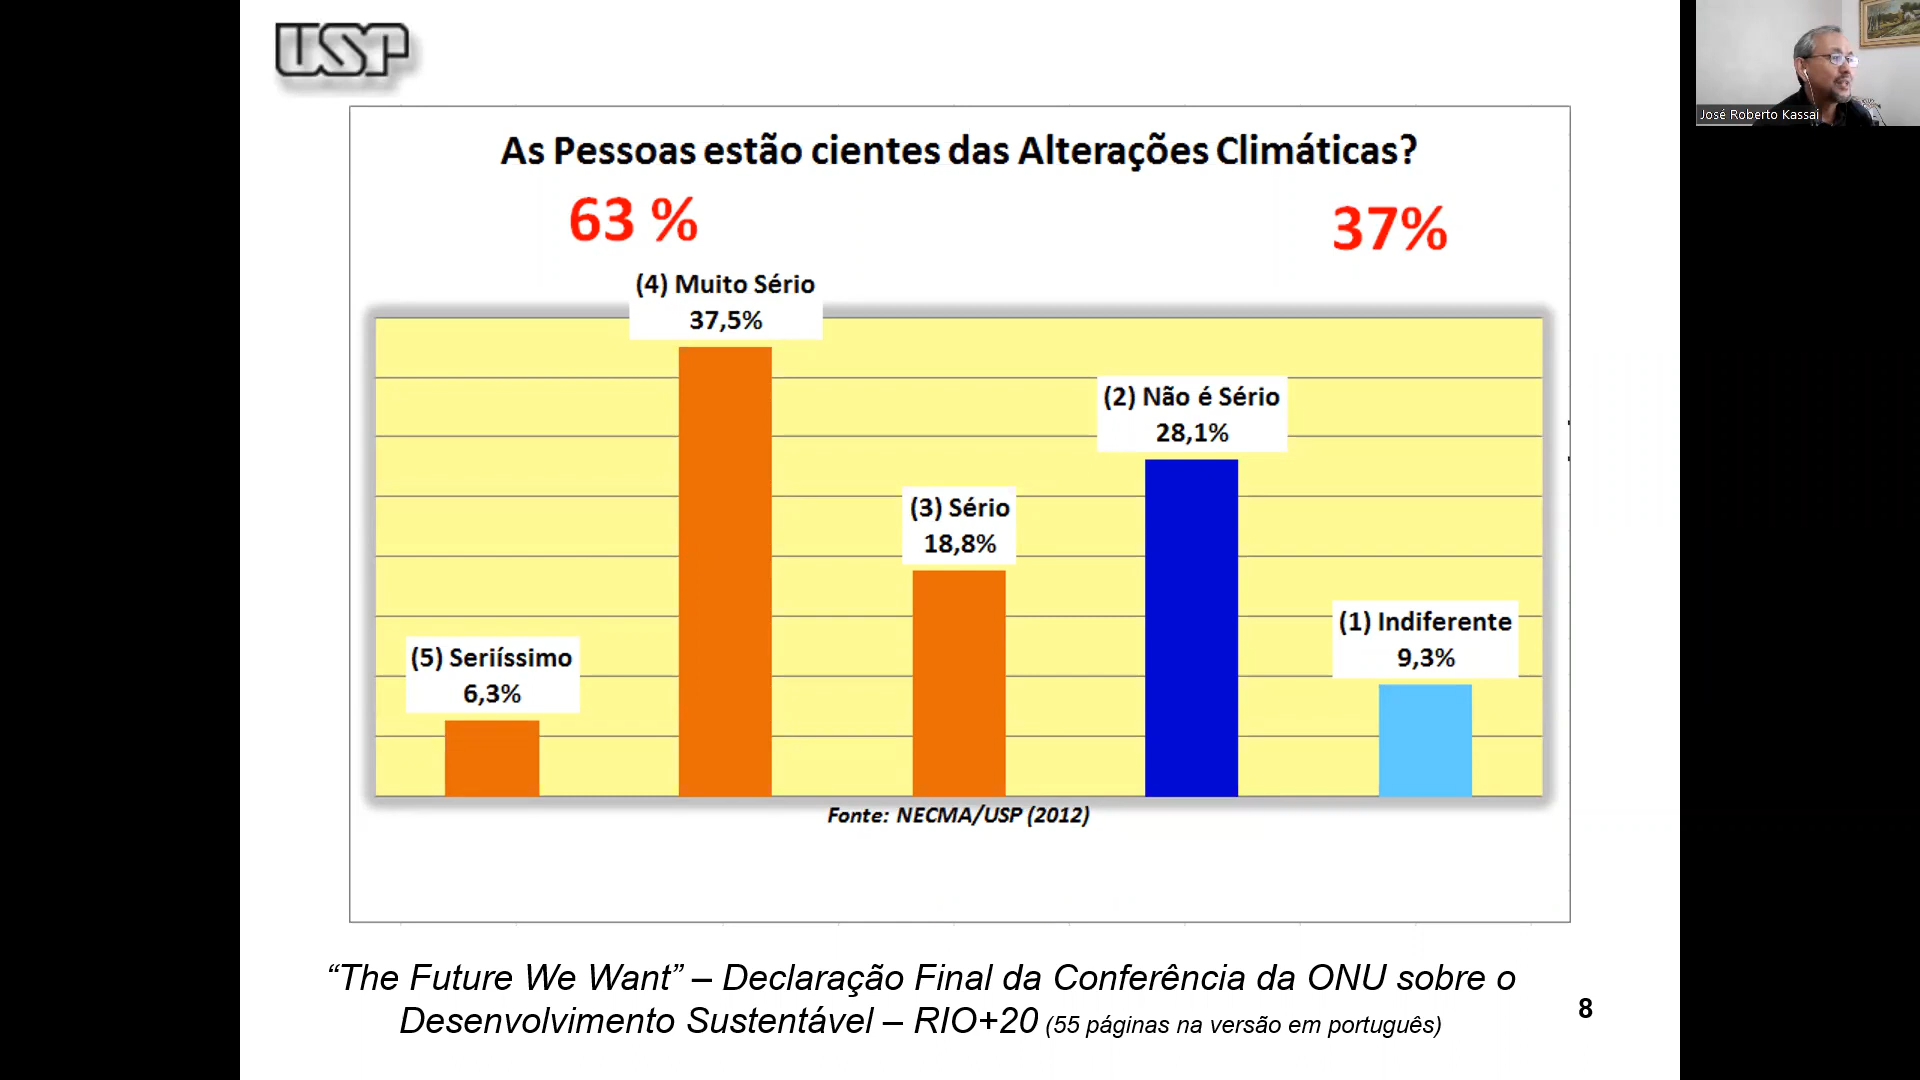 USP
José Roberto Kassai
As Pessoas estão cientes das Alterações Climáticas?
63 %
37%
(4) Muito Sério
37,5%
(2) Não é Sério
28,1%
(3) Sério
18,8%
(1) Indiferente
9,3%
(5) Seriíssimo
6,3%
Fonte: NECMA/USP (2012)
“The Future We Want” – Declaração Final da Conferência da ONU sobre o
Desenvolvimento Sustentável – RIO+20 (55 páginas na versão em português)
8